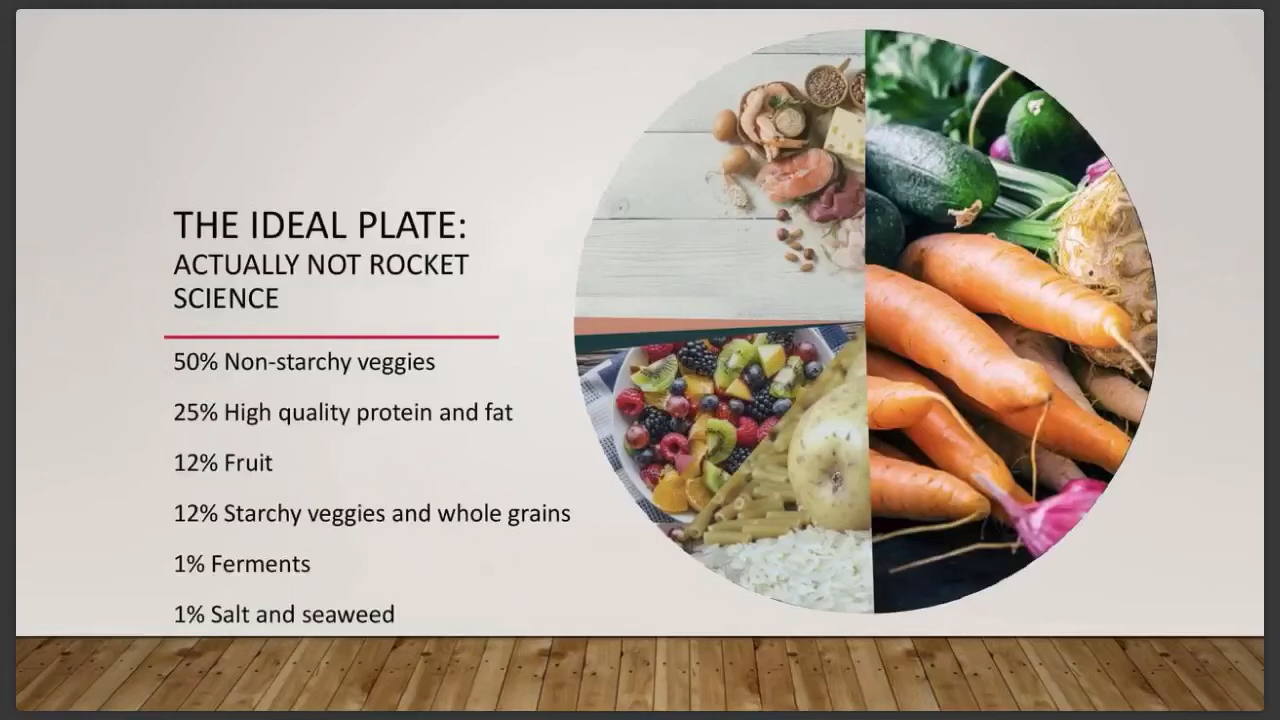 THE IDEAL PLATE:
ACTUALLY NOT ROCKET
SCIENCE
50% Non-starchy veggies
25% High quality protein and fat
12% Fruit
12% Starchy veggies and whole grains
1% Ferments
1% Salt and seaweed